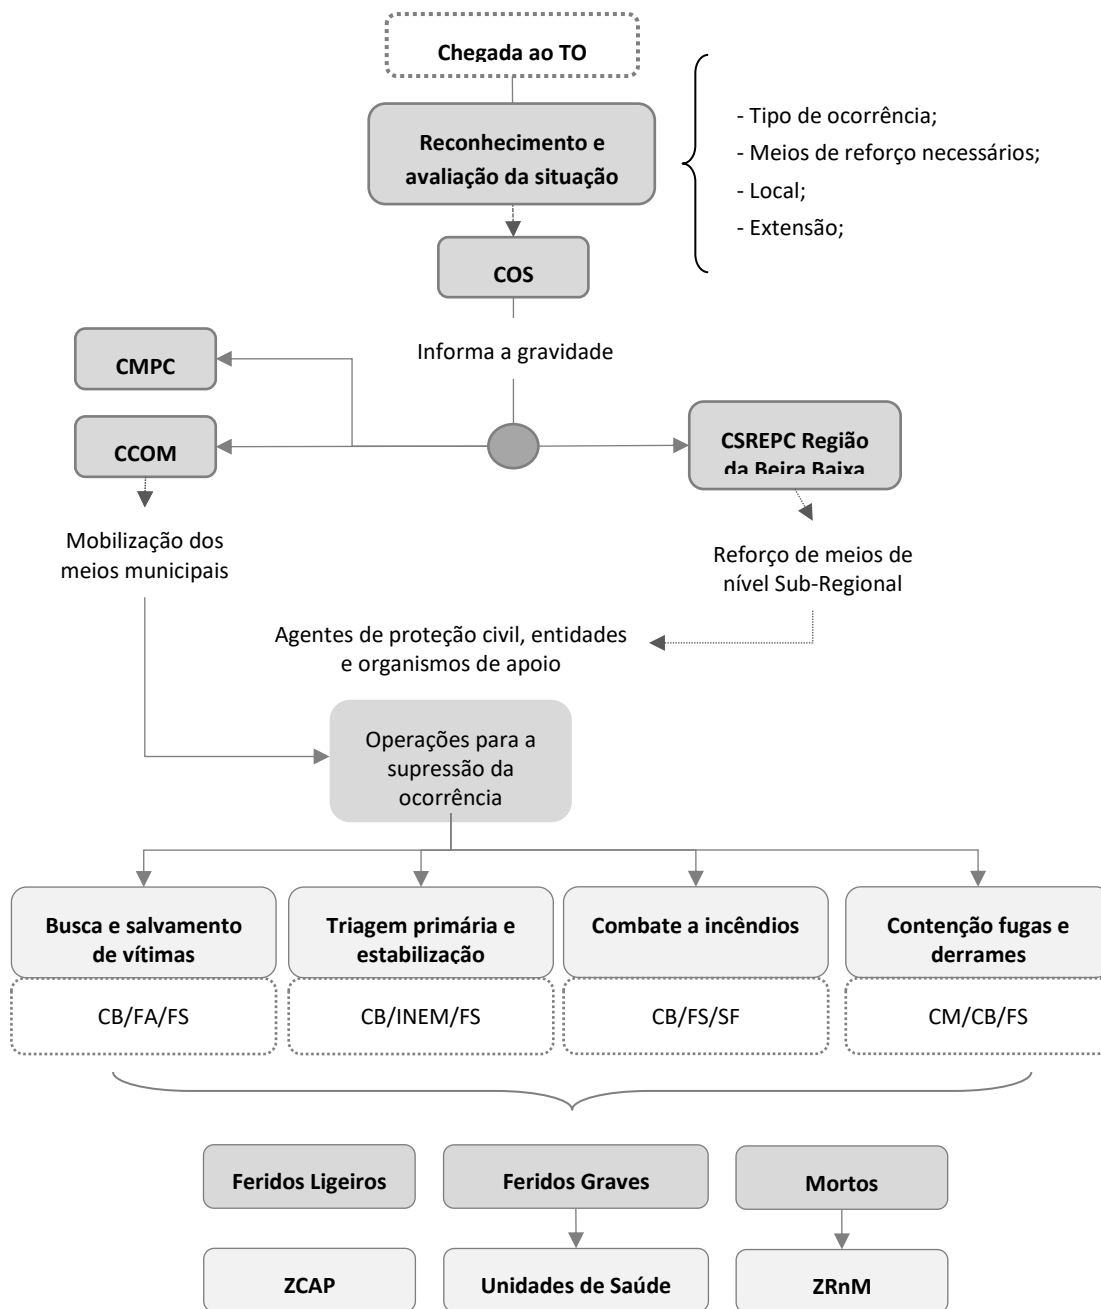 Chegada ao TO
Reconhecimento e
avaliação da situação
- Tipo de ocorrência;
- Meios de reforço necessários;
- Local;
- Extensão;
COS
Informa a gravidade
CMPC
CCOM
CSREPC Região
da Beira Baixa
Mobilização dos
meios municipais
Reforço de meios de
nível Sub-Regional
Agentes de proteção civil, entidades
e organismos de apoio
Operações para a
supressão da
ocorrência
Busca e salvamento
de vítimas
Triagem primária e
estabilização
Combate a incêndios
Contenção fugas e
derrames
CB/FA/FS
CB/INEM/FS
CB/FS/SF
CM/CB/FS
Feridos Ligeiros
Feridos Graves
Mortos
ZCAP
Unidades de Saúde
ZRnM